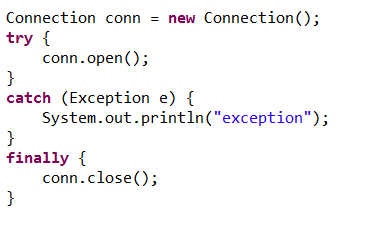 Connection conn = new Connection();
try {
    conn.open();
}
catch (Exception e) {
    System.out.println("exception");
}
finally {
    conn.close();
}